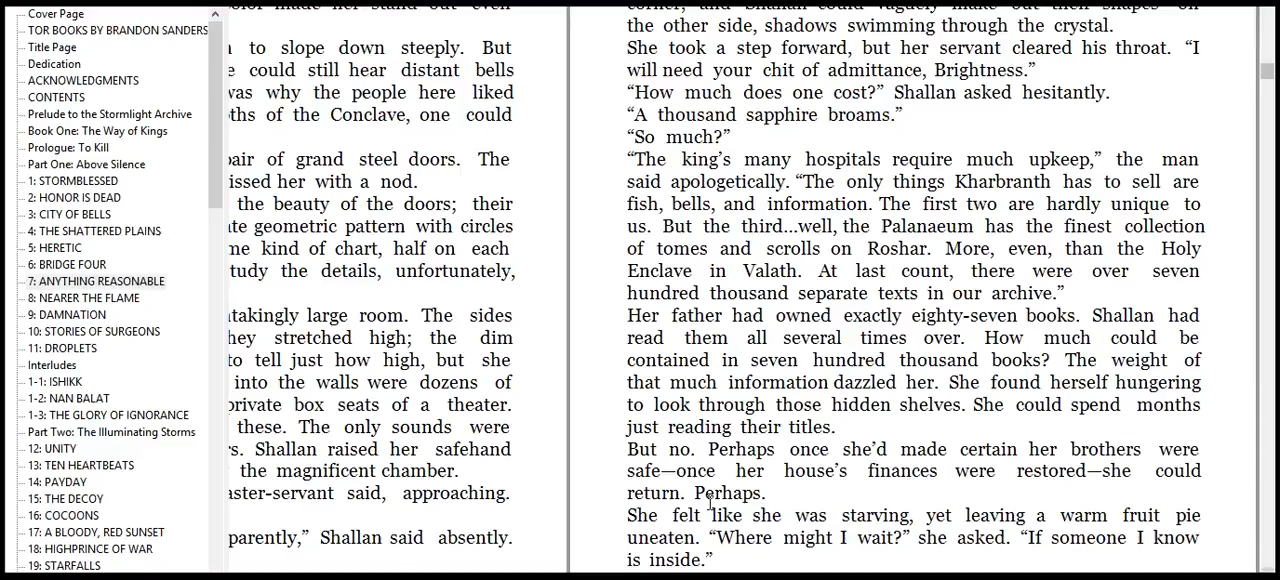 Cover Page
TOR BOOKS BY BRANDON SANDERS
Title Page
Dedication
ACKNOWLEDGMENTS
CONTENTS
Prelude to the Stormlight Archive
Book One: The Way of Kings
Prologue: To Kill
Part One: Above Silence
1: STORMBLESSED
2: HONOR IS DEAD
3: CITY OF BELLS
4: THE SHATTERED PLAINS
5: HERETIC
6: BRIDGE FOUR
7: ANYTHING REASONABLE
8: NEARER THE FLAME
9: DAMNATION
10: STORIES OF SURGEONS
11: DROPLETS
Interludes
1-1: ISHIKK
1-2: NAN BALAT
1-3: THE GLORY OF IGNORANCE
Part Two: The Illuminating Storms
12: UNITY
13: TEN HEARTBEATS
14: PAYDAY
15: THE DECOY
16: COCOONS
17: A BLOODY, RED SUNSET
18: HIGHPRINCE OF WAR
19: STARFALLS
to slope down steeply. But
could still hear distant bells
was why the people here liked
of the Conclave, one could
pair of grand steel doors. The
her with a nod.
the beauty of the doors; their
geometric pattern with circles
kind of chart, half on each
the details, unfortunately,
large room. The sides
stretched high; the dim
to tell just how high, but she
into the walls were dozens of
private box seats of a theater.
these. The only sounds were
Shallan raised her safehand
the magnificent chamber.
said, approaching.
Shallan said absently.
the other side, shadows swimming through the crystal.
She took a step forward, but her servant cleared his throat. “I
will need your chit of admittance, Brightness.”
“How much does one cost?” Shallan asked hesitantly.
“A thousand sapphire broams.”
“So much?”
“The king’s many hospitals require much upkeep,” the man
said apologetically. “The only things Kharbranth has to sell are
fish, bells, and information. The first two are hardly unique to
us. But the third...well, the Palanaeum has the finest collection
of tomes and scrolls on Roshar. More, even, than the Holy
Enclave in Valath. At last count, there were over seven
hundred thousand separate texts in our archive.”
Her father had owned exactly eighty-seven books. Shallan had
read them all several times over. How much could be
contained in seven hundred thousand books? The weight of
that much information dazzled her. She found herself hungering
to look through those hidden shelves. She could spend months
just reading their titles.
But no. Perhaps once she’d made certain her brothers were
safe—once her house’s finances were restored—she could
return. Perhaps.
She felt like she was starving, yet leaving a warm fruit pie
uneaten. “Where might I wait?” she asked. “If someone I know
is inside.”